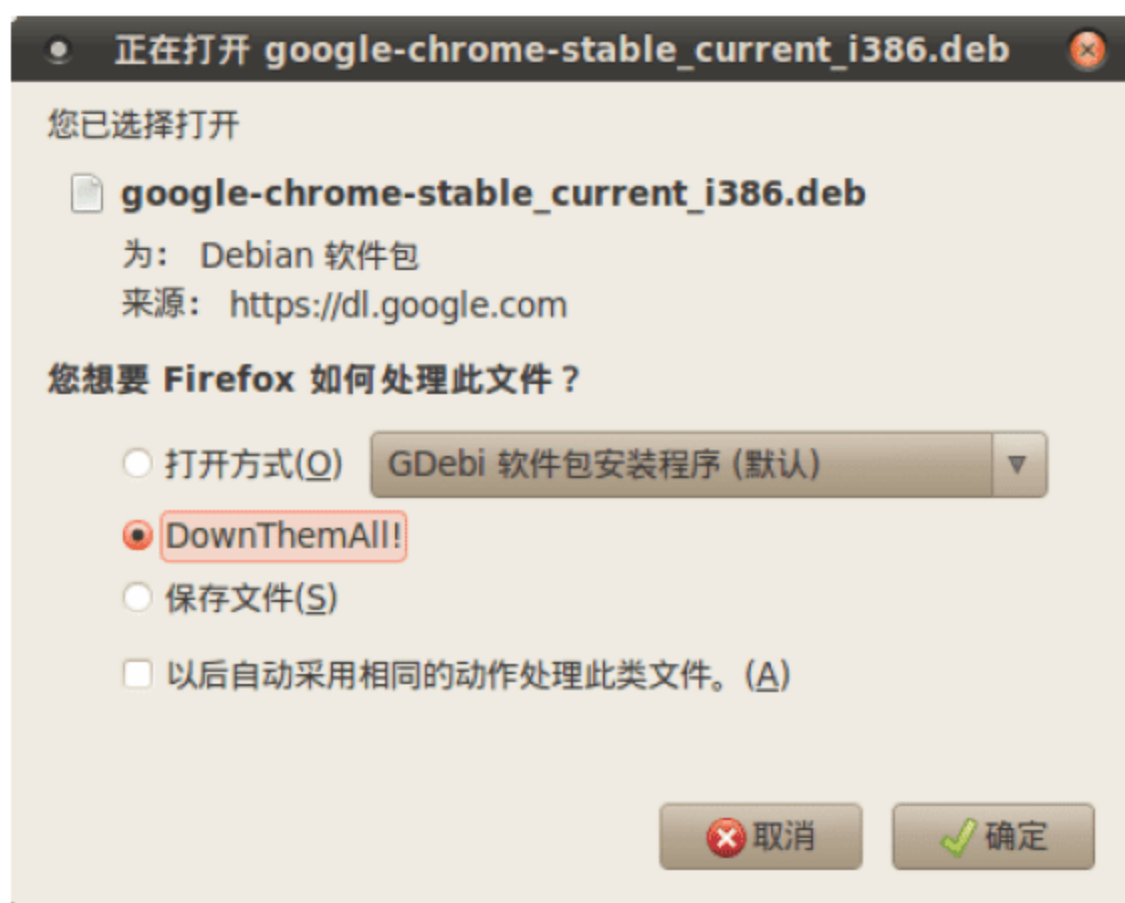 正在打开 google-chrome-stable_current_i386.deb
您已选择打开
google-chrome-stable_current_i386.deb
为： Debian 软件包
来源： https://dl.google.com
您想要 Firefox 如何处理此文件？
打开方式(O) GDebi 软件包安装程序 (默认)
DownThemAll!
保存文件(S)
以后自动采用相同的动作处理此类文件。(A)
取消 确定